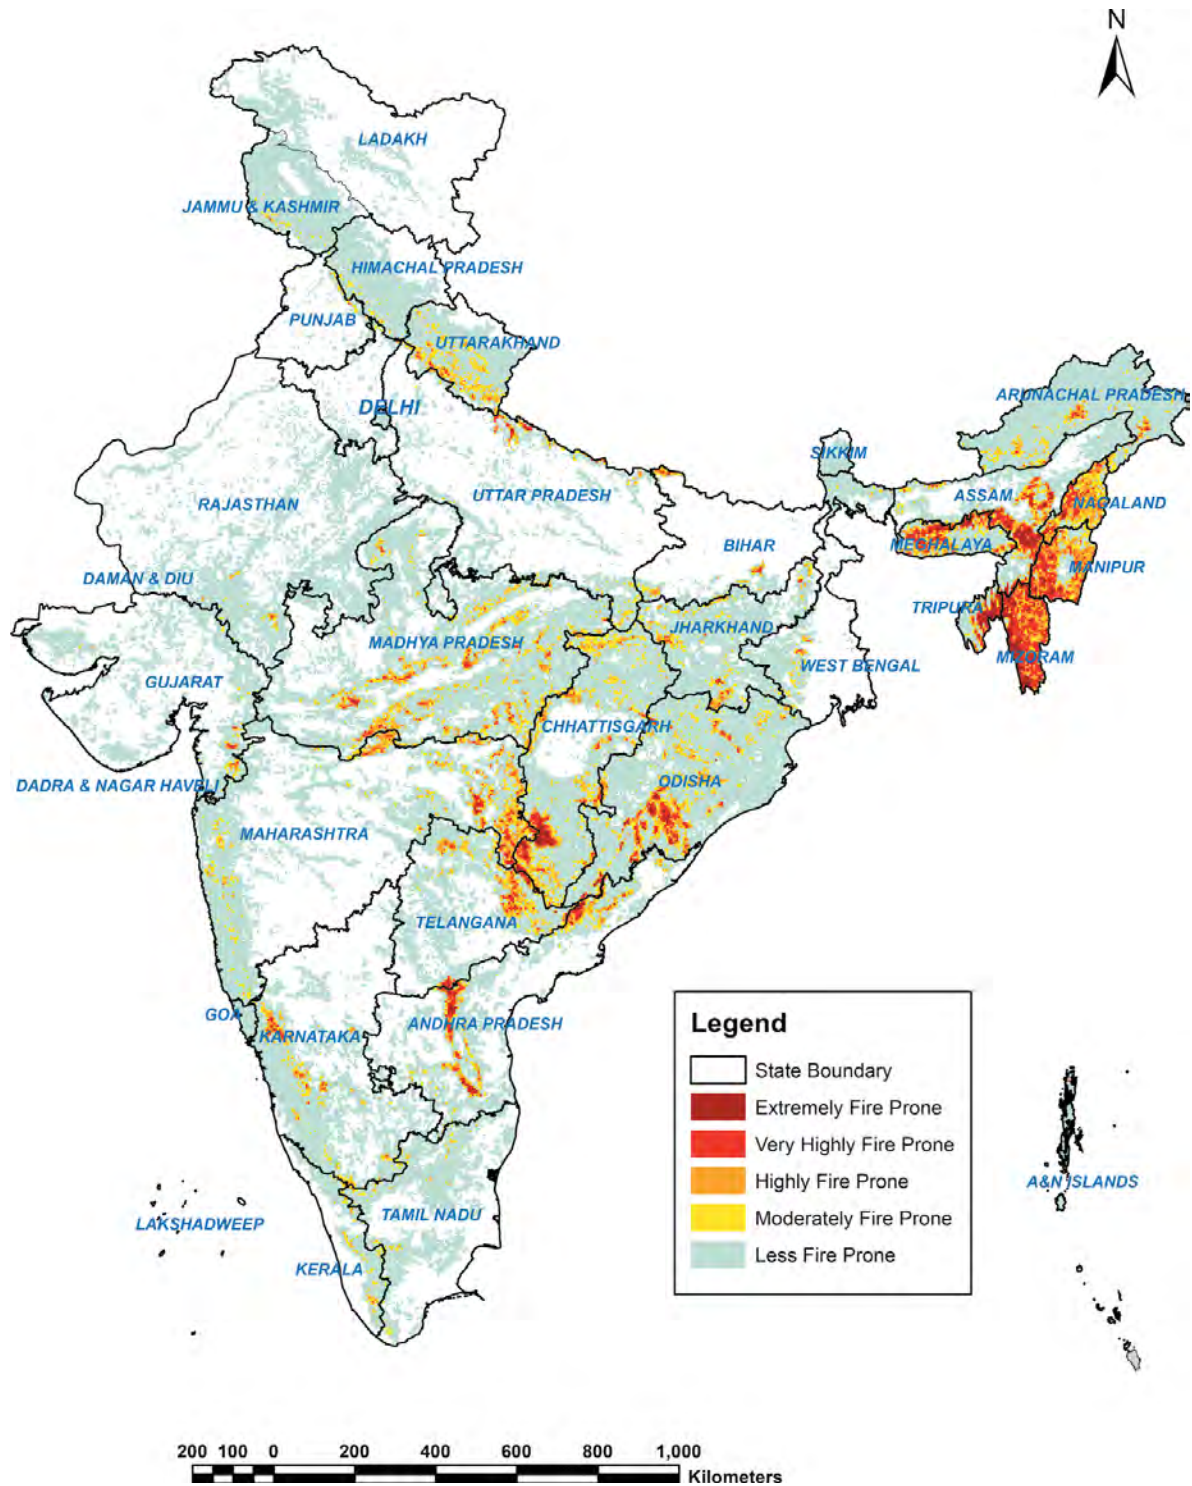 N
LADAKH
JAMMU & KASHMIR
HIMACHAL PRADESH
PUNJAB
UTTARAKHAND
ARUNACHAL PRADESH
DELHI
SIKKIM
RAJASTHAN
UTTAR PRADESH
ASSAM
NAGALAND
BIHAR
MEGHALAYA
MANIPUR
DAMAN & DIU
TRIPURA
JHARKHAND
MADHYA PRADESH
MIZORAM
WEST BENGAL
GUJARAT
CHHATTISGARH
ODISHA
DADRA & NAGAR HAVELI
MAHARASHTRA
TELANGANA
GOA
KARNATAKA
ANDHRA PRADESH
Legend
State Boundary
Extremely Fire Prone
Very Highly Fire Prone
Highly Fire Prone
Moderately Fire Prone
Less Fire Prone
A&N ISLANDS
LAKSHADWEEP
TAMIL NADU
KERALA
200 100 0 200 400 600 800 1,000
Kilometers